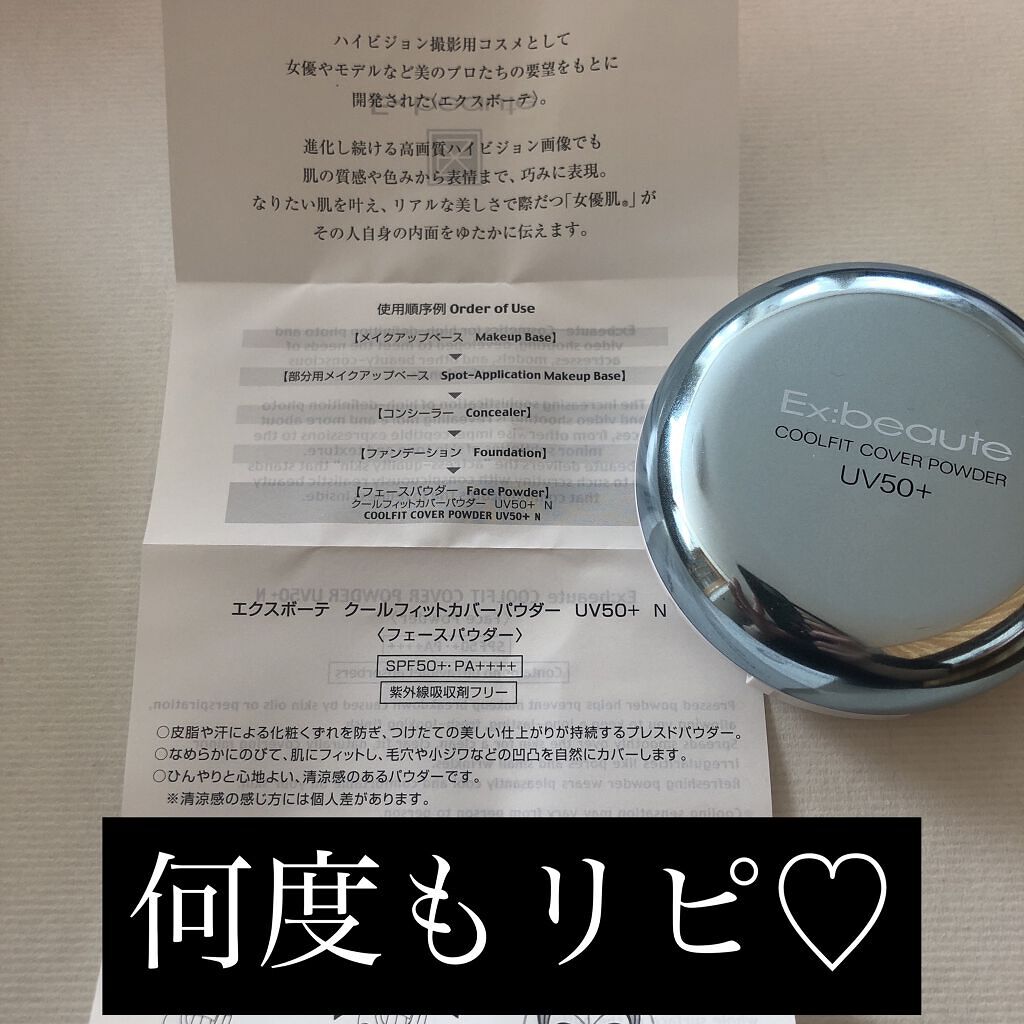 ハイビジョン撮影用コスメとして
女優やモデルなど美のプロたちの要望をもとに
開発された〈エクスボーテ〉。
進化し続ける高画質ハイビジョン画像でも
肌の質感や色みから表情まで、巧みに表現。
なりたい肌を叶え、リアルな美しさで際だつ「女優肌®」が
その人自身の内面をゆたかに伝えます。
使用順序例 Order of Use
【メイクアップベース Makeup Base】
【部分用メイクアップベース Spot-Application Makeup Base】
【コンシーラー Concealer】
【ファンデーション Foundation】
【フェースパウダー Face Powder】
クールフィットカバーパウダー UV50+ N
COOLFIT COVER POWDER UV50+ N
エクスボーテ クールフィットカバーパウダー UV50+ N
〈フェースパウダー〉
SPF50+・PA++++
紫外線吸収剤フリー
○皮脂や汗による化粧くずれを防ぎ、つけたての美しい仕上がりが持続するプレスドパウダー。
○なめらかにのびて、肌にフィットし、毛穴や小ジワなどの凹凸を自然にカバーします。
○ひんやりと心地よい、清涼感のあるパウダーです。
※清涼感の感じ方には個人差があります。
Ex:beaute
COOLFIT COVER POWDER
UV50+
何度もリピ♡